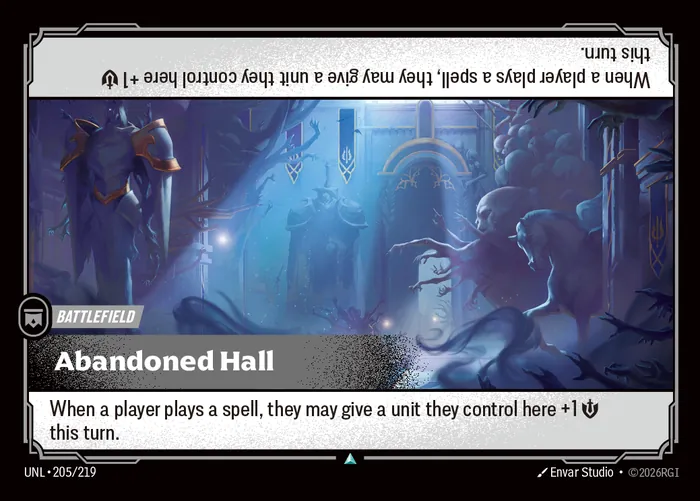 When a player plays a spell, they may give a unit they control here +1
this turn.
BATTLEFIELD
Abandoned Hall
When a player plays a spell, they may give a unit they control here +1
this turn.
UNL • 205/219
Envar Studio • ©2026RGI